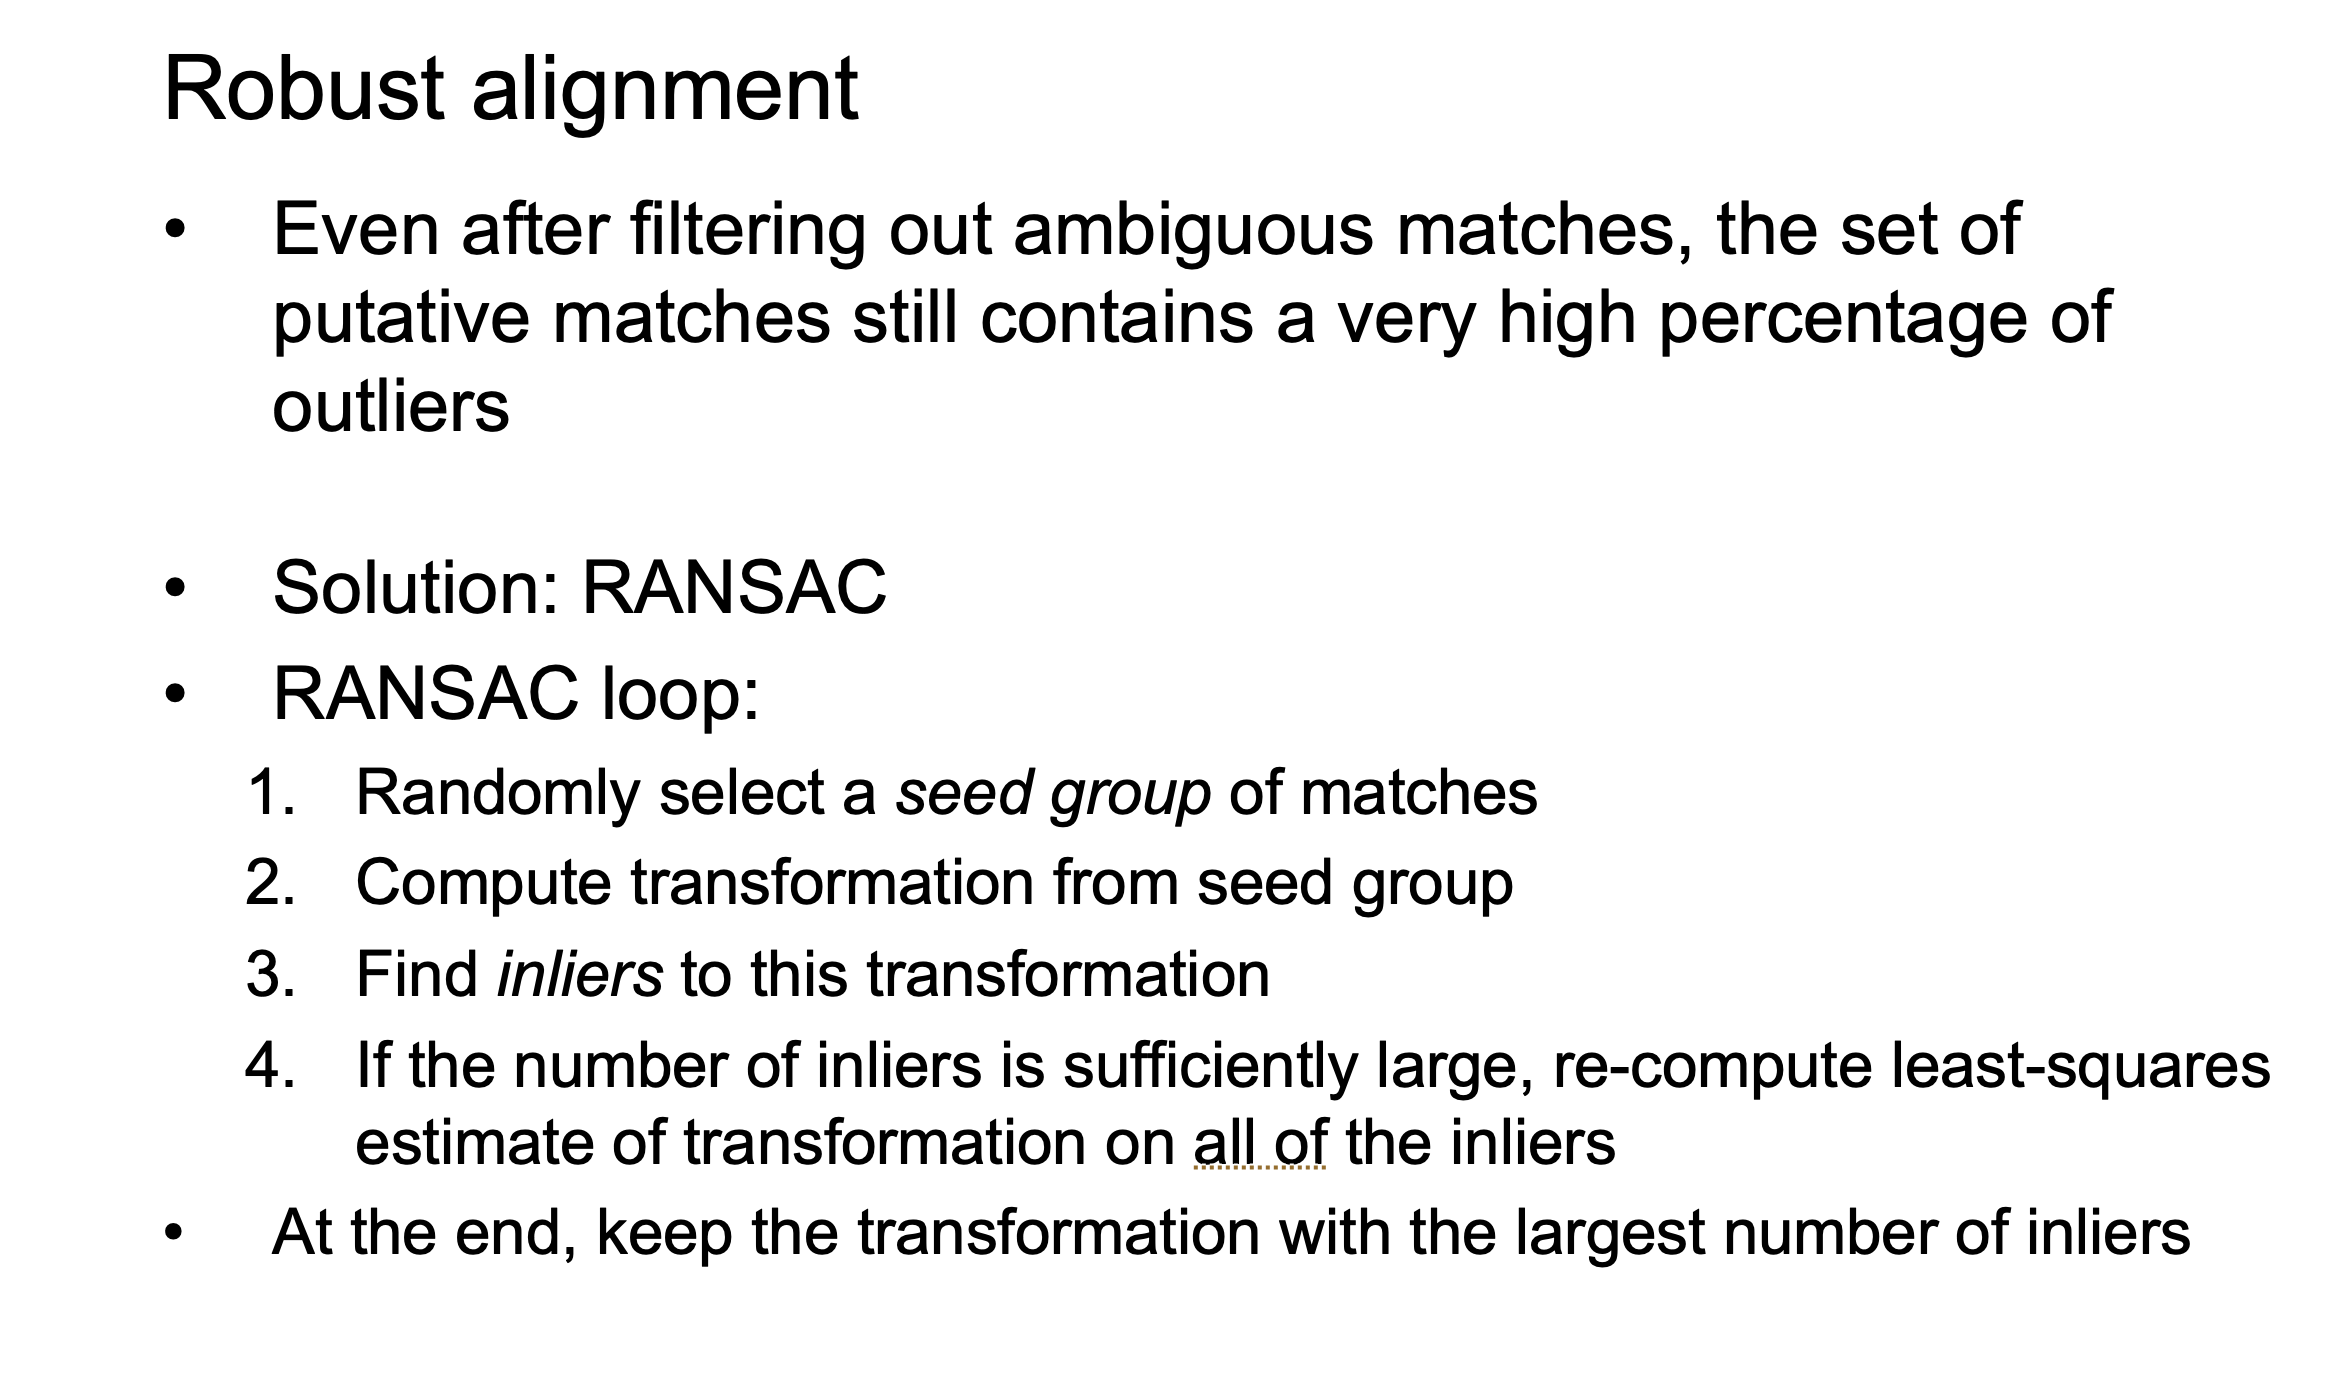 Robust alignment
• Even after filtering out ambiguous matches, the set of
putative matches still contains a very high percentage of
outliers
• Solution: RANSAC
• RANSAC loop:
1. Randomly select a seed group of matches
2. Compute transformation from seed group
3. Find inliers to this transformation
4. If the number of inliers is sufficiently large, re-compute least-squares
estimate of transformation on all of the inliers
• At the end, keep the transformation with the largest number of inliers